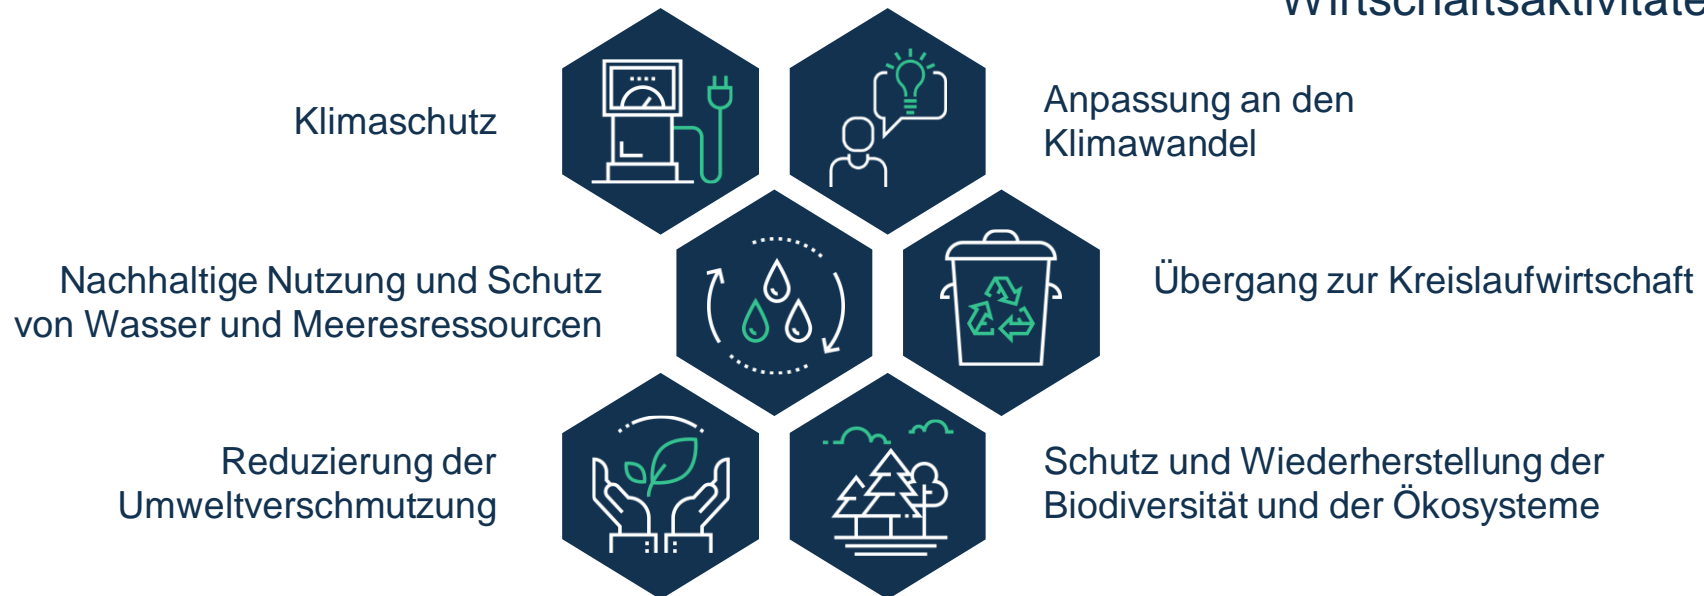 Wirtschaftsaktivitäte
Klimaschutz
Anpassung an den
Klimawandel
Nachhaltige Nutzung und Schutz
von Wasser und Meeresressourcen
Übergang zur Kreislaufwirtschaft
Reduzierung der
Umweltverschmutzung
Schutz und Wiederherstellung der
Biodiversität und der Ökosysteme